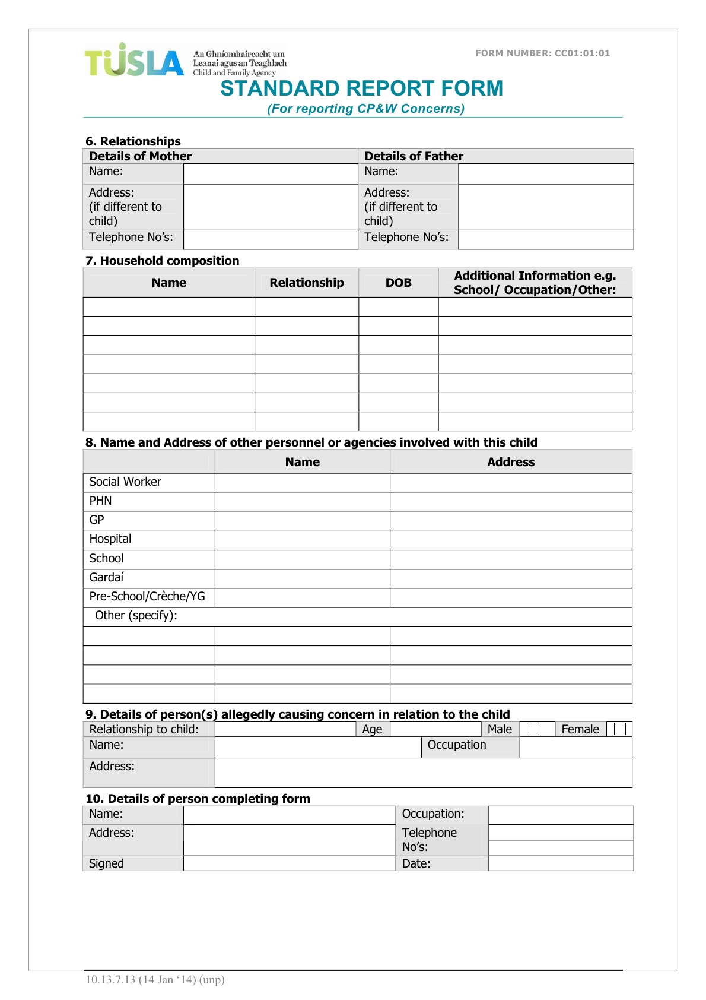 TUSLA
An Ghníomhaireacht um
Leanaí agus an Teaghlach
Child and Family Agency
FORM NUMBER: CC01:01:01
STANDARD REPORT FORM
(For reporting CP&W Concerns)
6. Relationships
Details of Mother Details of Father
Name: Name:
Address: Address:
(if different to (if different to
child) child)
Telephone No’s: Telephone No’s:
7. Household composition
Name Relationship DOB Additional Information e.g.
School/ Occupation/Other:
8. Name and Address of other personnel or agencies involved with this child
Name Address
Social Worker
PHN
GP
Hospital
School
Gardaí
Pre-School/Crèche/YG
Other (specify):
9. Details of person(s) allegedly causing concern in relation to the child
Relationship to child: Age Male Female
Name: Occupation
Address:
10. Details of person completing form
Name: Occupation:
Address: Telephone
No’s:
Signed Date:
10.13.7.13 (14 Jan ‘14) (unp)